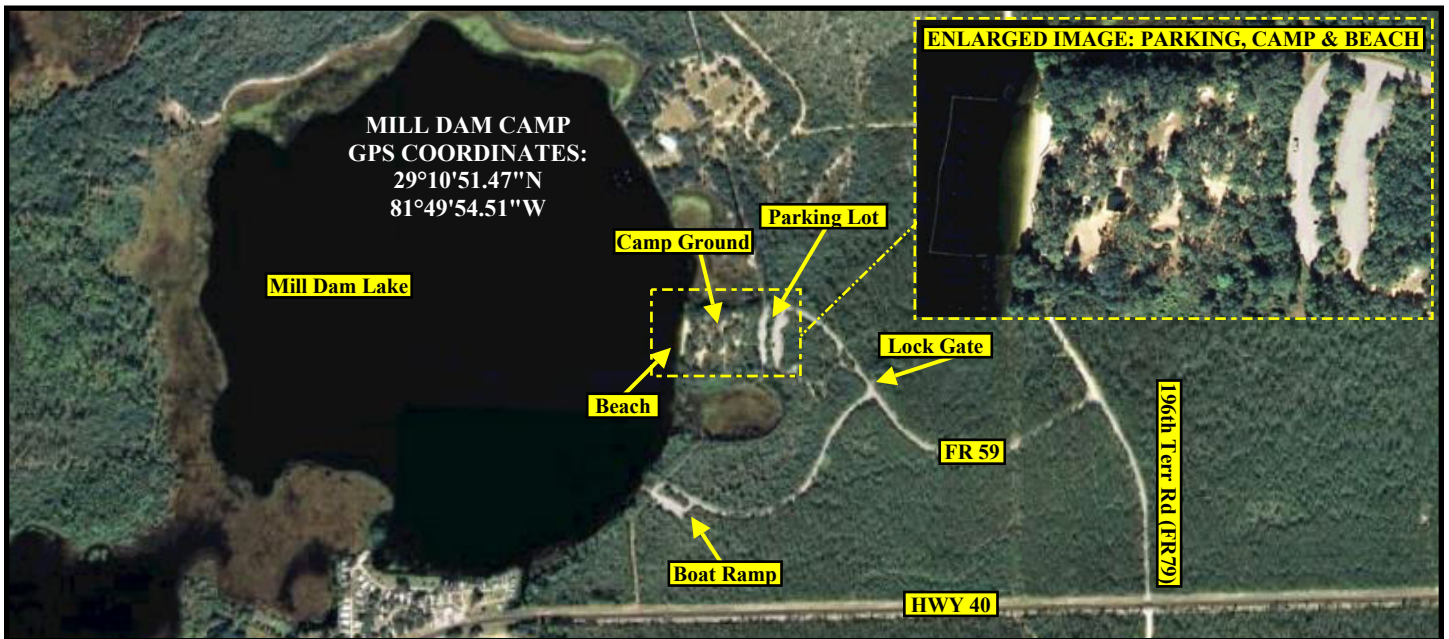 ENLARGED IMAGE: PARKING, CAMP & BEACH
MILL DAM CAMP
GPS COORDINATES:
29°10'51.47"N
81°49'54.51"W
Parking Lot
Camp Ground
Mill Dam Lake
Lock Gate
Beach
FR 59
196th Terr Rd (FR79)
Boat Ramp
HWY 40